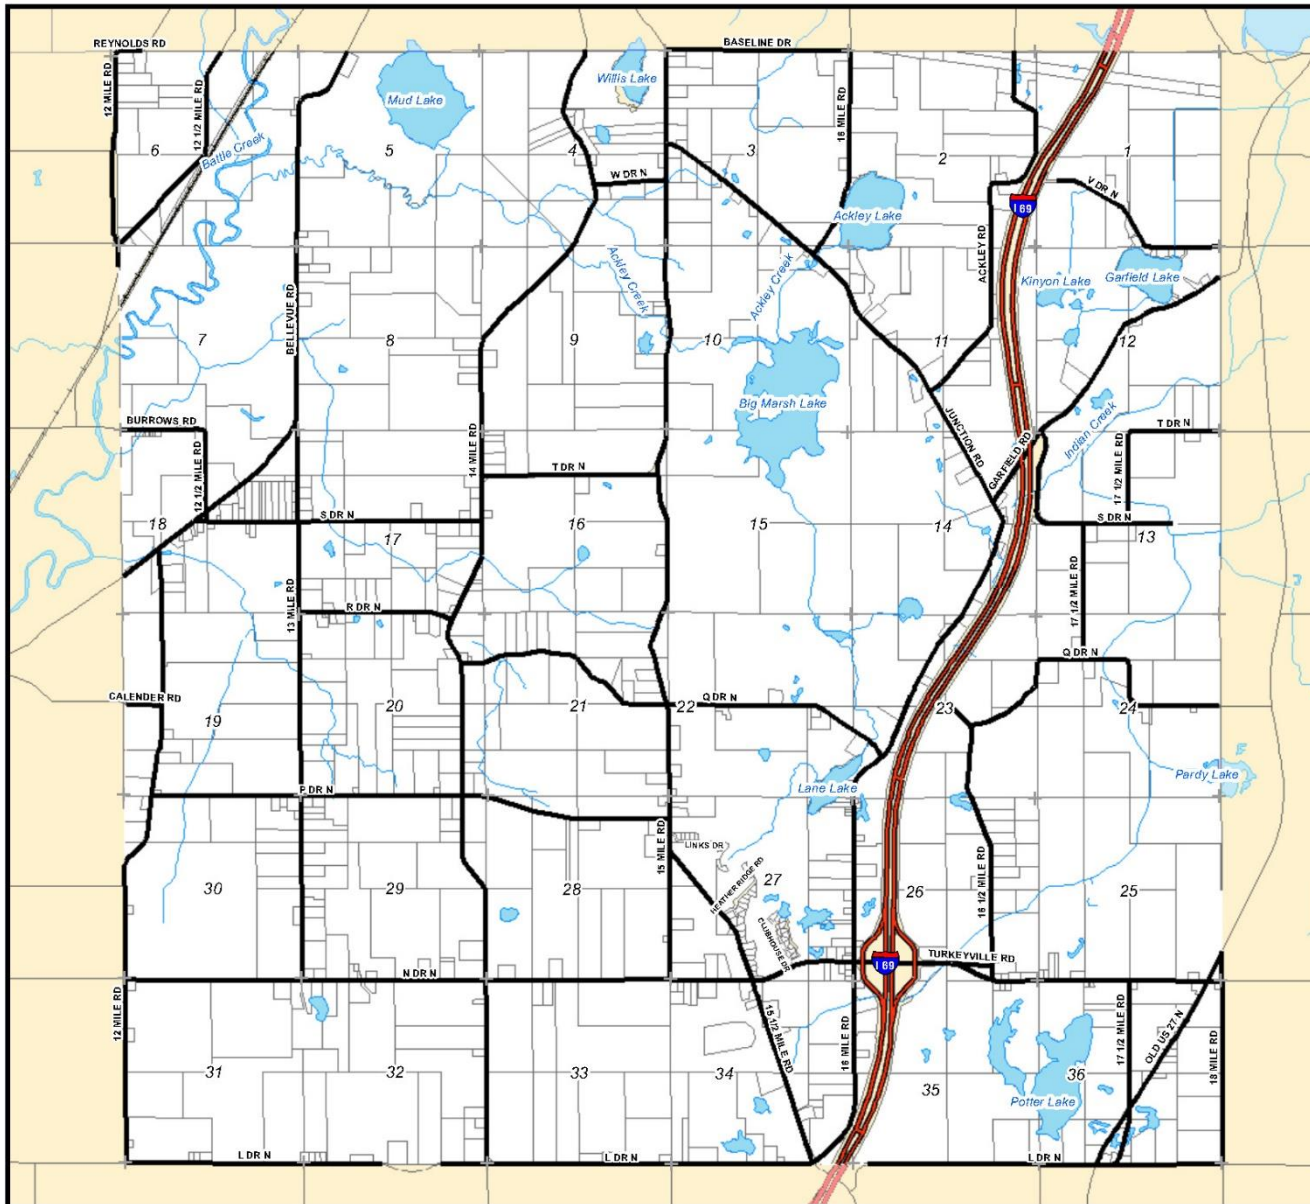 REYNOLDS RD
BASELINE DR
12 MILE RD
12 1/2 MILE RD
Mud Lake
Willis Lake
16 MILE RD
Battle Creek
6
5
4
3
2
1
W DR N
V DR N
I 69
Ackley Lake
ACKLEY RD
Ackley Creek
Ackley Creek
Kinyon Lake
Garfield Lake
BELLEVUE RD
7
8
9
10
11
12
Big Marsh Lake
JUNCTION RD
GARFIELD RD
Indian Creek
BURROWS RD
12 1/2 MILE RD
14 MILE RD
T DR N
T DR N
17 1/2 MILE RD
S DR N
S DR N
18
17
16
15
14
13
13 MILE RD
R DR N
17 1/2 MILE RD
Q DR N
CALENDER RD
Q DR N
19
20
21
22
23
24
Pardy Lake
Lane Lake
P DR N
15 MILE RD
LINKS DR
HEATHER RIDGE RD
CLUBHOUSE DR
16 1/2 MILE RD
30
29
28
27
26
25
TURKEYVILLE RD
I 69
N DR N
12 MILE RD
15 1/2 MILE RD
16 MILE RD
17 1/2 MILE RD
OLD US 27 N
18 MILE RD
31
32
33
34
35
36
Potter Lake
L DR N
L DR N
L DR N